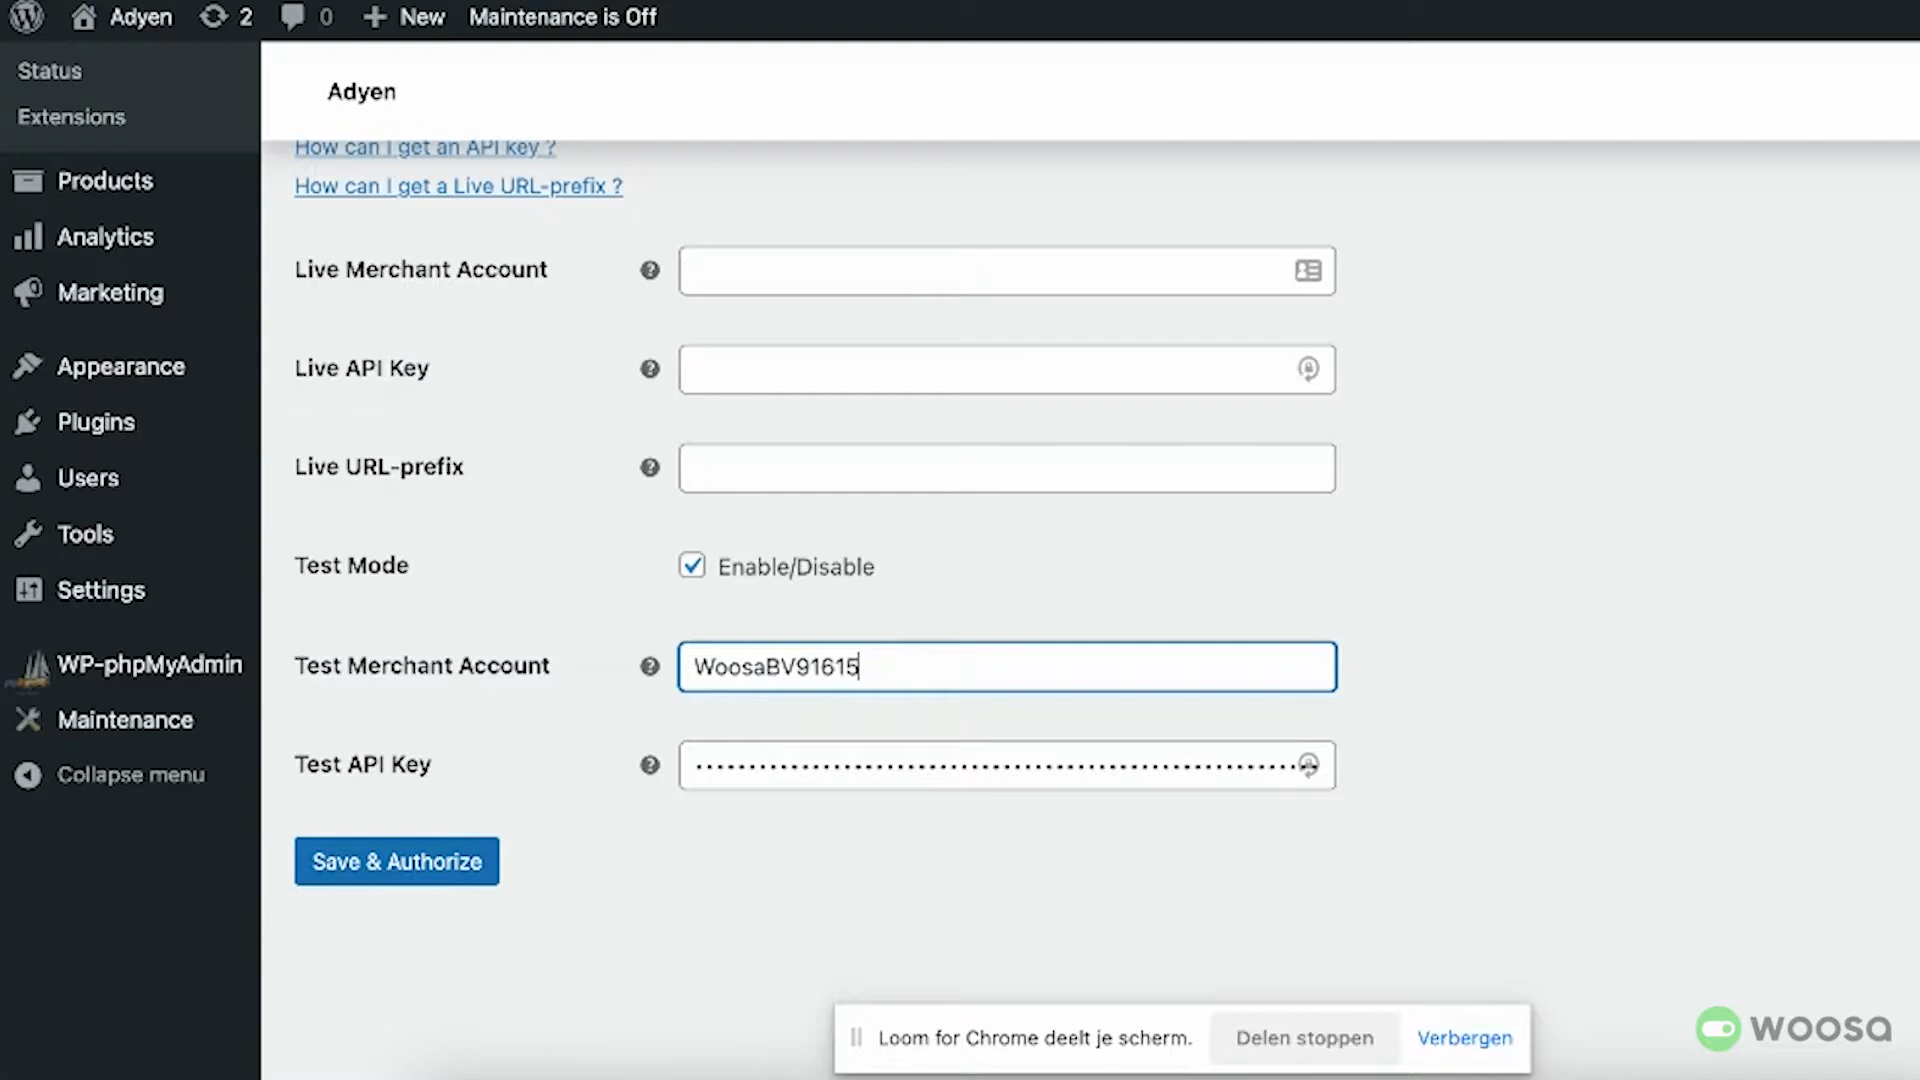 Adyen 2 0 New Maintenance is Off
Status
Extensions
Products
Analytics
Marketing
Appearance
Plugins
Users
Tools
Settings
WP-phpMyAdmin
Maintenance
Collapse menu
Adyen
How can I get an API key ?
How can I get a Live URL-prefix ?
Live Merchant Account
Live API Key
Live URL-prefix
Test Mode Enable/Disable
Test Merchant Account WoosaBV91615
Test API Key
Save & Authorize
Loom for Chrome deelt je scherm. Delen stoppen Verbergen
woosa